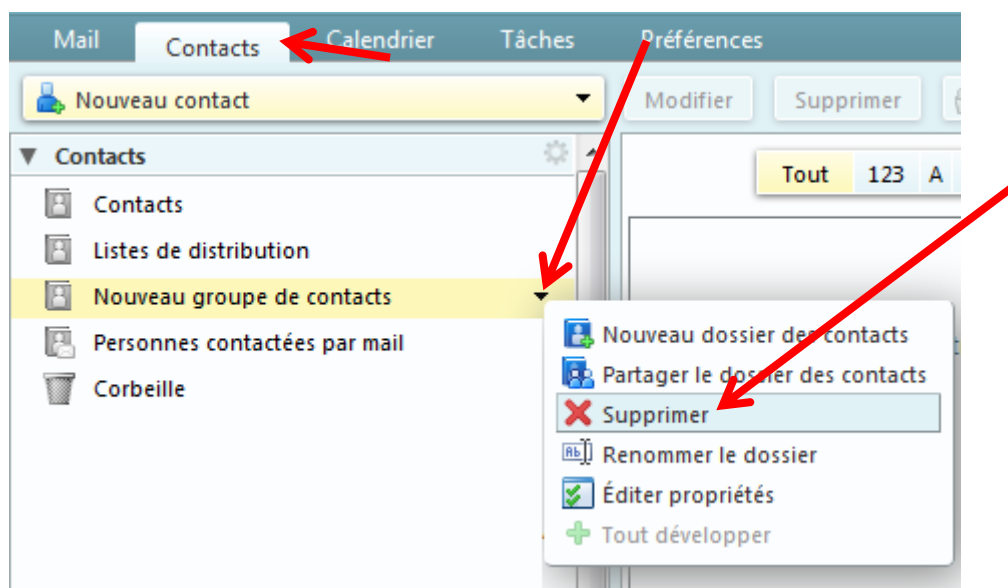 Mail Contacts Calendrier Tâches Préférences
Nouveau contact Modifier Supprimer
Contacts
Tout 123 A
Contacts
Listes de distribution
Nouveau groupe de contacts
Personnes contactées par mail
Corbeille
Nouveau dossier des contacts
Partager le dossier des contacts
Supprimer
Renommer le dossier
Éditer propriétés
Tout développer